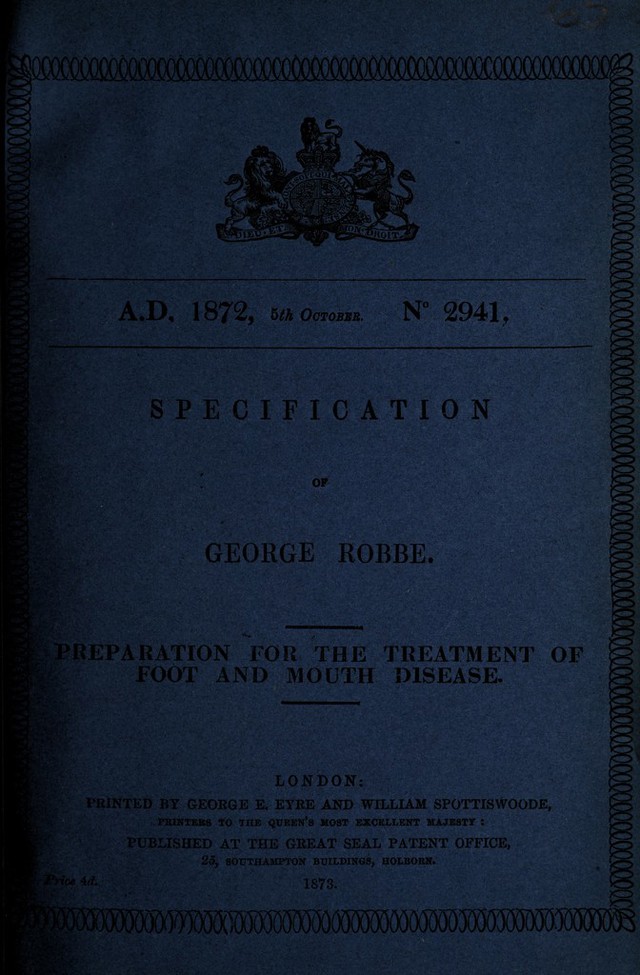 DIEU ET MON DROIT
A.D. 1872, 5th OCTOBER. No 2941.
SPECIFICATION
OF
GEORGE ROBBE.
PREPARATION FOR THE TREATMENT OF
FOOT AND MOUTH DISEASE.
LONDON:
PRINTED BY GEORGE E. EYRE AND WILLIAM SPOTTISWOODE,
PRINTERS TO THE QUEEN'S MOST EXCELLENT MAJESTY:
PUBLISHED AT THE GREAT SEAL PATENT OFFICE,
25, SOUTHAMPTON BUILDINGS, HOLBORN.
Price 4d.
1873.